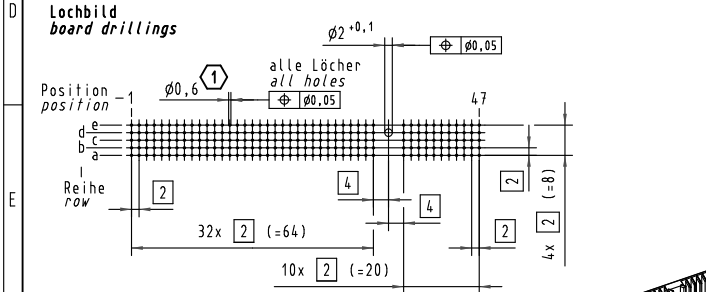 D
Lochbild
board drillings
Ø2 +0,1
⌖ Ø0,05
alle Löcher
all holes
1
Ø0,6
⌖ Ø0,05
Position
position
1
47
e
d
c
b
a
Reihe
row
E
2
4
4
2
2
4x 2 (=8)
32x 2 (=64)
10x 2 (=20)